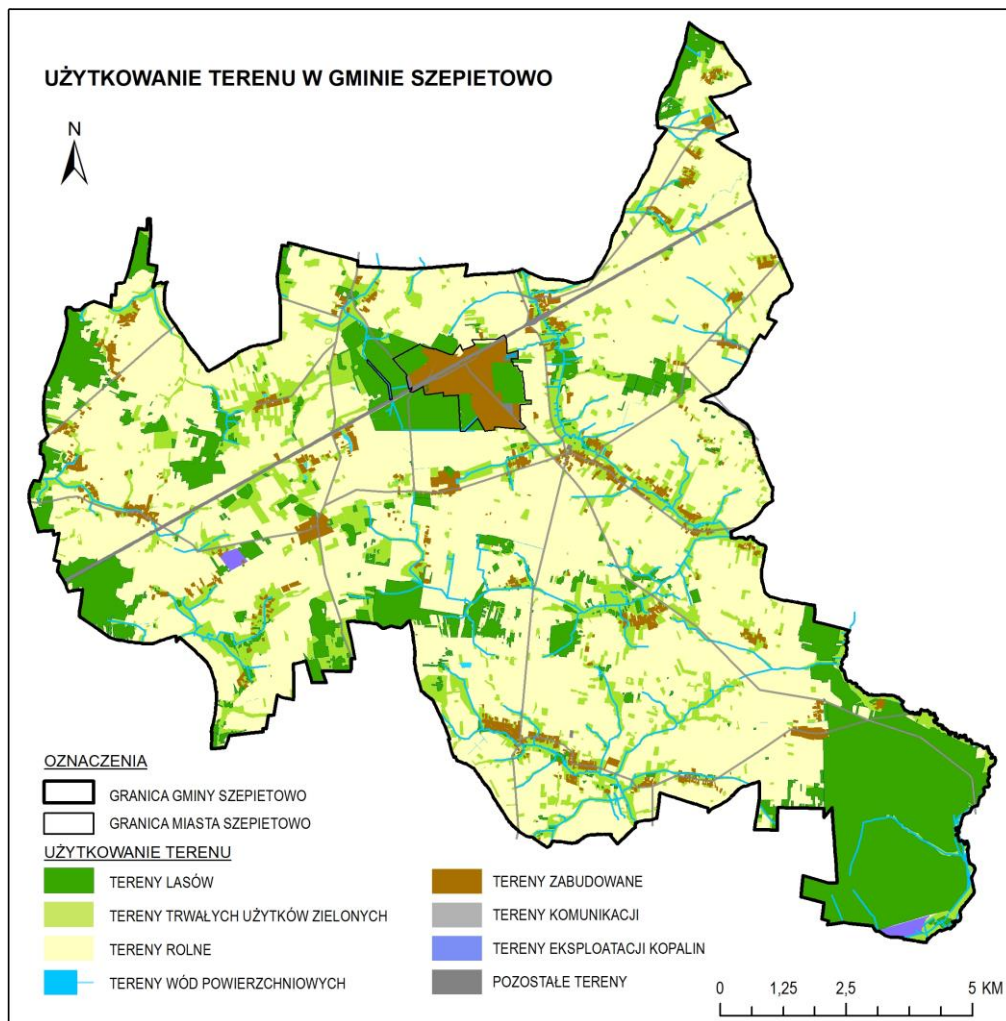 UŻYTKOWANIE TERENU W GMINIE SZEPIETOWO
N
OZNACZENIA
GRANICA GMINY SZEPIETOWO
GRANICA MIASTA SZEPIETOWO
UŻYTKOWANIE TERENU
TERENY LASÓW
TERENY TRWAŁYCH UŻYTKÓW ZIELONYCH
TERENY ROLNE
TERENY WÓD POWIERZCHNIOWYCH
TERENY ZABUDOWANE
TERENY KOMUNIKACJI
TERENY EKSPLOATACJI KOPALIN
POZOSTAŁE TERENY
0 1,25 2,5 5 KM